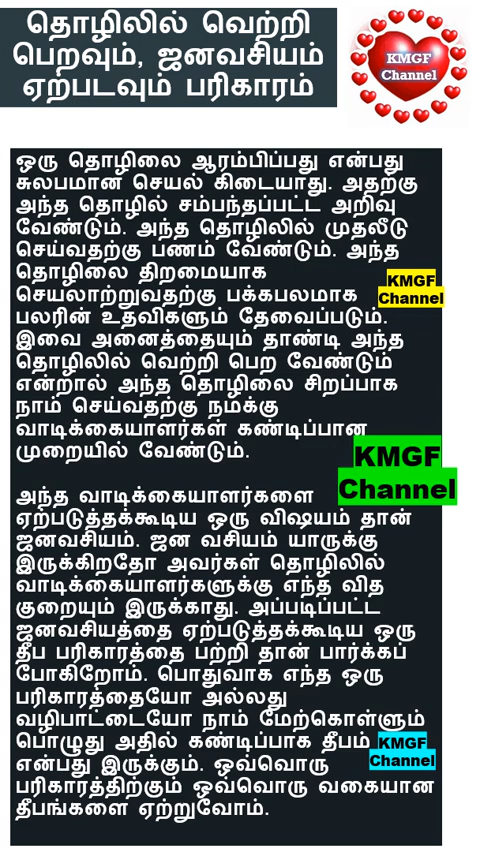 தொழிலில் வெற்றி
பெறவும், ஜனவசியம்
ஏற்படவும் பரிகாரம்
KMGF
Channel
ஒரு தொழிலை ஆரம்பிப்பது என்பது
சுலபமான செயல் கிடையாது. அதற்கு
அந்த தொழில் சம்பந்தப்பட்ட அறிவு
வேண்டும். அந்த தொழிலில் முதலீடு
செய்வதற்கு பணம் வேண்டும். அந்த
தொழிலை திறமையாக
செயலாற்றுவதற்கு பக்கபலமாக
பலரின் உதவிகளும் தேவைப்படும்.
இவை அனைத்தையும் தாண்டி அந்த
தொழிலில் வெற்றி பெற வேண்டும்
என்றால் அந்த தொழிலை சிறப்பாக
நாம் செய்வதற்கு நமக்கு
வாடிக்கையாளர்கள் கண்டிப்பான
முறையில் வேண்டும்.
KMGF
Channel
KMGF
Channel
அந்த வாடிக்கையாளர்களை
ஏற்படுத்தக்கூடிய ஒரு விஷயம் தான்
ஜனவசியம். ஜன வசியம் யாருக்கு
இருக்கிறதோ அவர்கள் தொழிலில்
வாடிக்கையாளர்களுக்கு எந்த வித
குறையும் இருக்காது. அப்படிப்பட்ட
ஜனவசியத்தை ஏற்படுத்தக்கூடிய ஒரு
தீப பரிகாரத்தை பற்றி தான் பார்க்கப்
போகிறோம். பொதுவாக எந்த ஒரு
பரிகாரத்தையோ அல்லது
வழிபாட்டையோ நாம் மேற்கொள்ளும்
பொழுது அதில் கண்டிப்பாக தீபம்
என்பது இருக்கும். ஒவ்வொரு
பரிகாரத்திற்கும் ஒவ்வொரு வகையான
தீபங்களை ஏற்றுவோம்.
KMGF
Channel